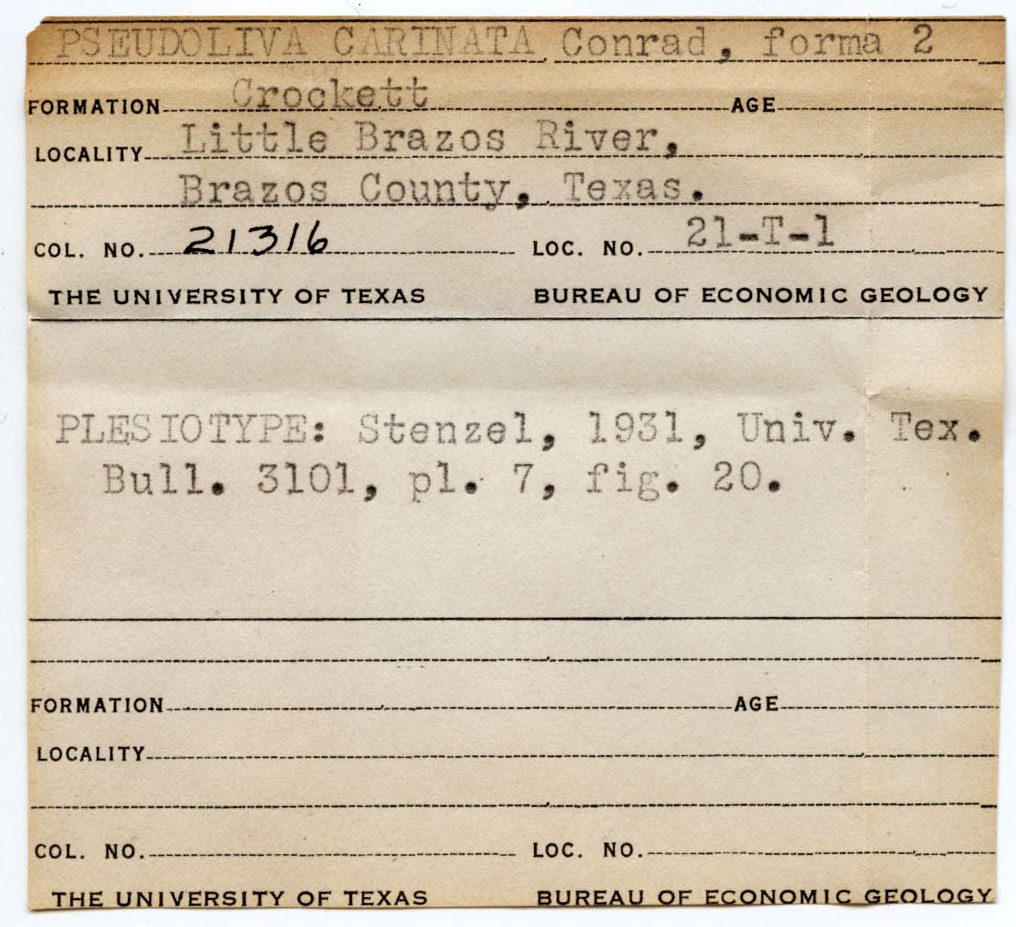 PSEUDOLIVA CARINATA Conrad, forma 2
FORMATION Crockett AGE
LOCALITY Little Brazos River,
Brazos County, Texas.
COL. NO. 21316 LOC. NO. 21-T-1
THE UNIVERSITY OF TEXAS BUREAU OF ECONOMIC GEOLOGY
PLESIOTYPE: Stenzel, 1931, Univ. Tex.
Bull. 3101, pl. 7, fig. 20.
FORMATION AGE
LOCALITY
COL. NO. LOC. NO.
THE UNIVERSITY OF TEXAS BUREAU OF ECONOMIC GEOLOGY